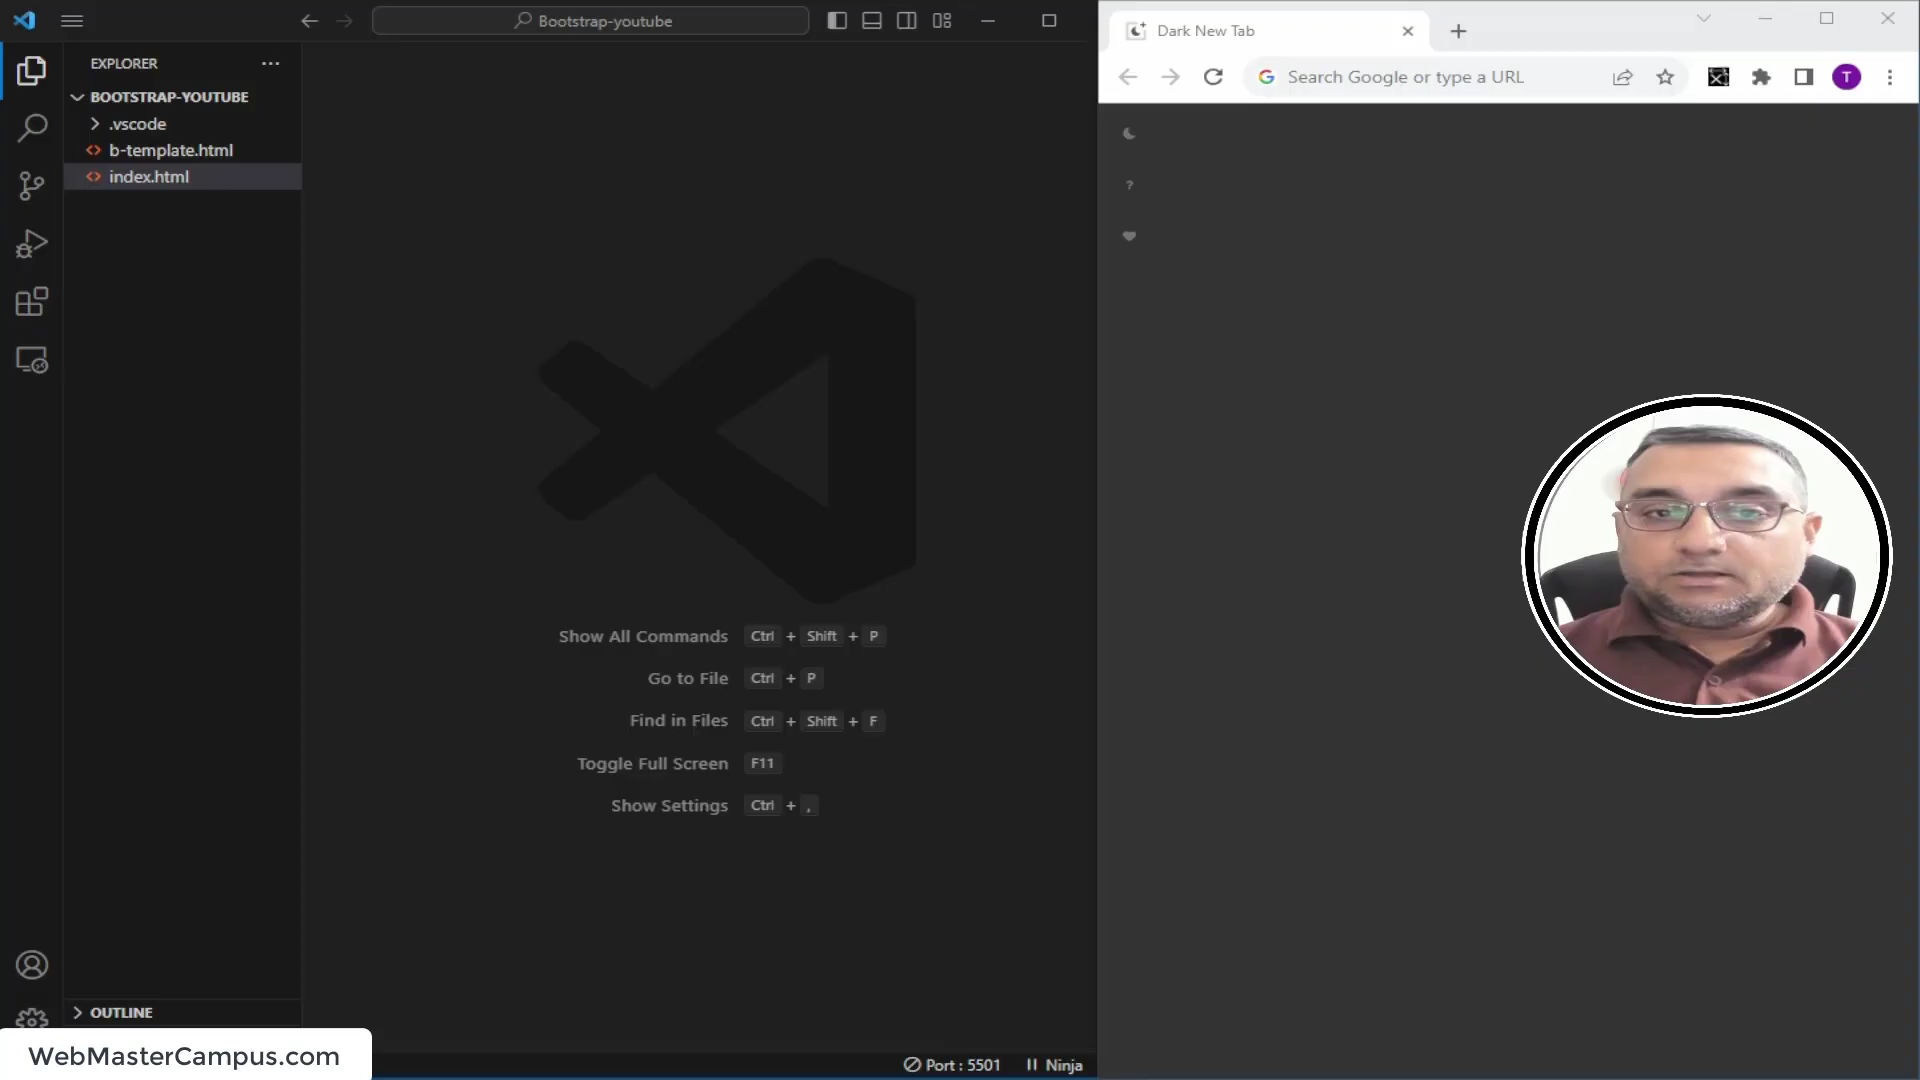 Bootstrap-youtube
EXPLORER
BOOTSTRAP-YOUTUBE
.vscode
b-template.html
index.html
Show All Commands Ctrl + Shift + P
Go to File Ctrl + P
Find in Files Ctrl + Shift + F
Toggle Full Screen F11
Show Settings Ctrl + ,
OUTLINE
WebMasterCampus.com
Port : 5501 Ninja
Dark New Tab
Search Google or type a URL
T
?